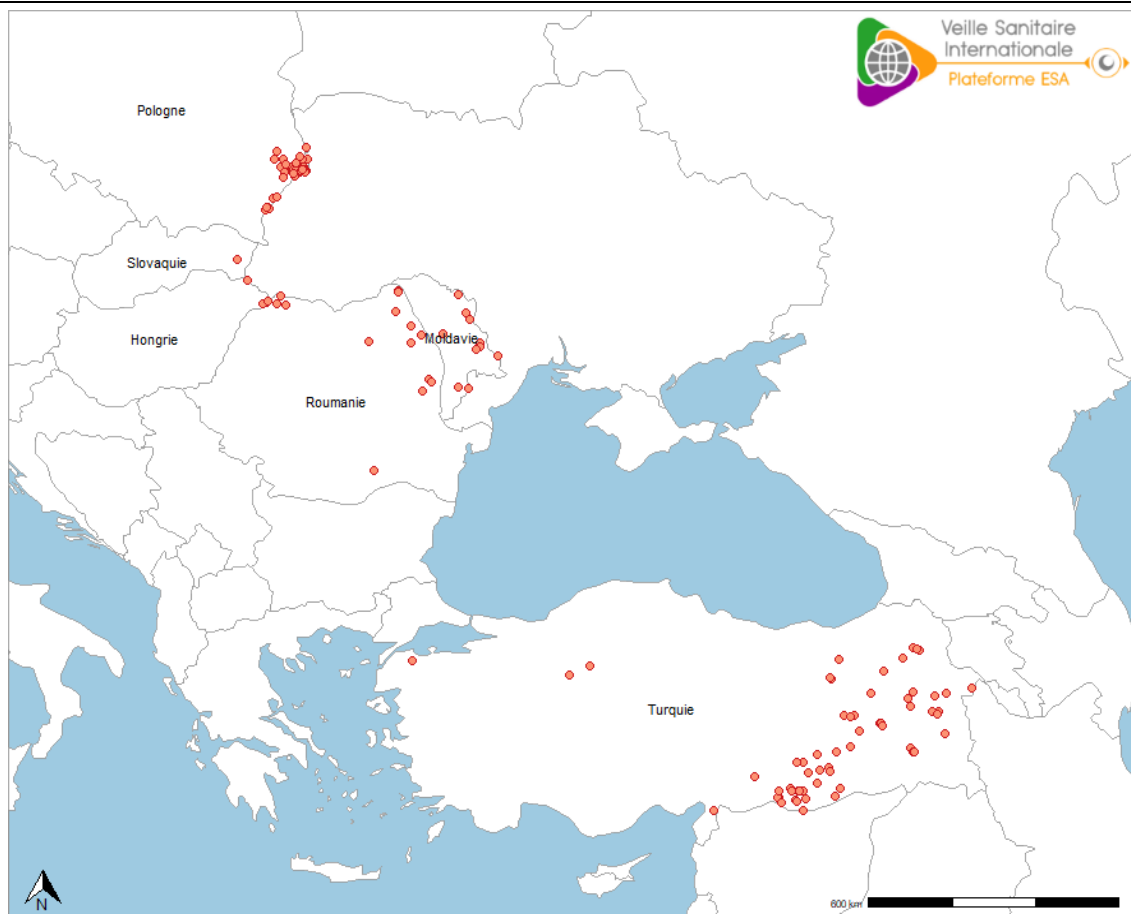 Veille Sanitaire
Internationale
Plateforme ESA
Pologne
Slovaquie
Hongrie
Moldavie
Roumanie
Turquie
N
600 km